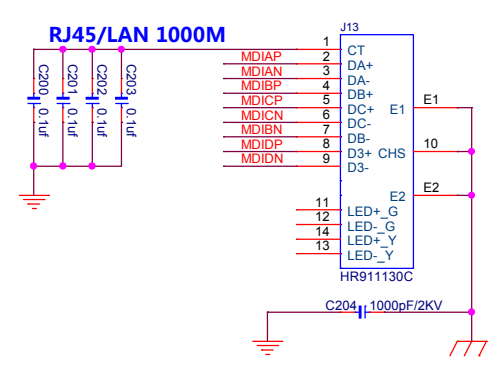 RJ45/LAN 1000M
J13
C200 0.1uf
C201 0.1uf
C202 0.1uf
C203 0.1uf
1 CT
MDIAP 2 DA+
MDIAN 3 DA-
MDIBP 4 DB+
MDICP 5 DC+ E1 E1
MDICN 6 DC-
MDIBN 7 DB-
MDIDP 8 D3+ CHS 10
MDIDN 9 D3-
E2 E2
11 LED+_G
12 LED-_G
14 LED+_Y
13 LED-_Y
HR911130C
C204 1000pF/2KV